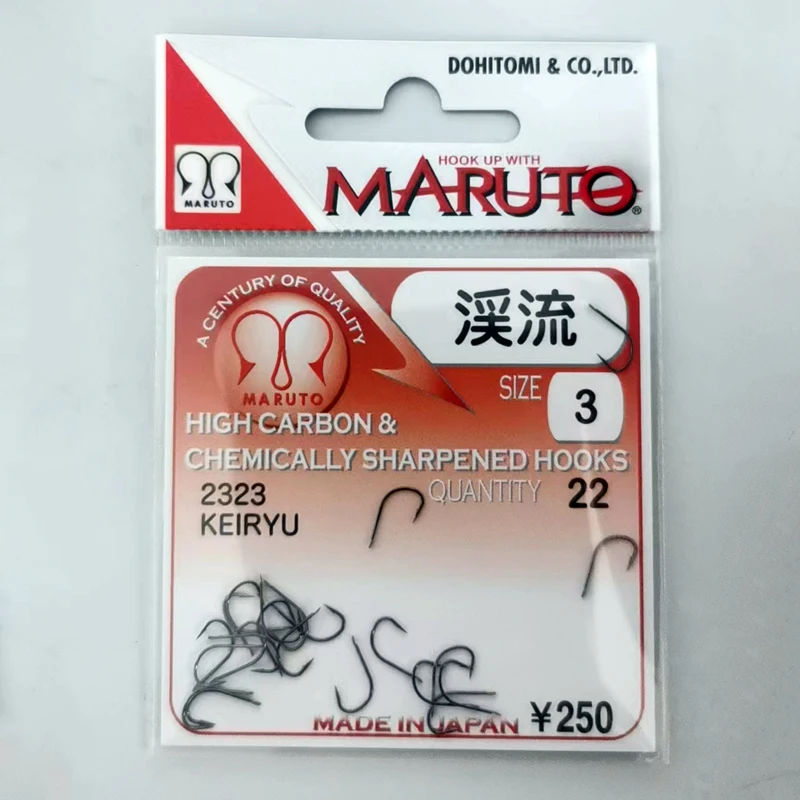 DOHITOMI & CO.,LTD.
HOOK UP WITH
MARUTO®
MARUTO
A CENTURY OF QUALITY
MARUTO
渓流
SIZE 3
HIGH CARBON &
CHEMICALLY SHARPENED HOOKS
QUANTITY 22
2323
KEIRYU
MADE IN JAPAN ¥250